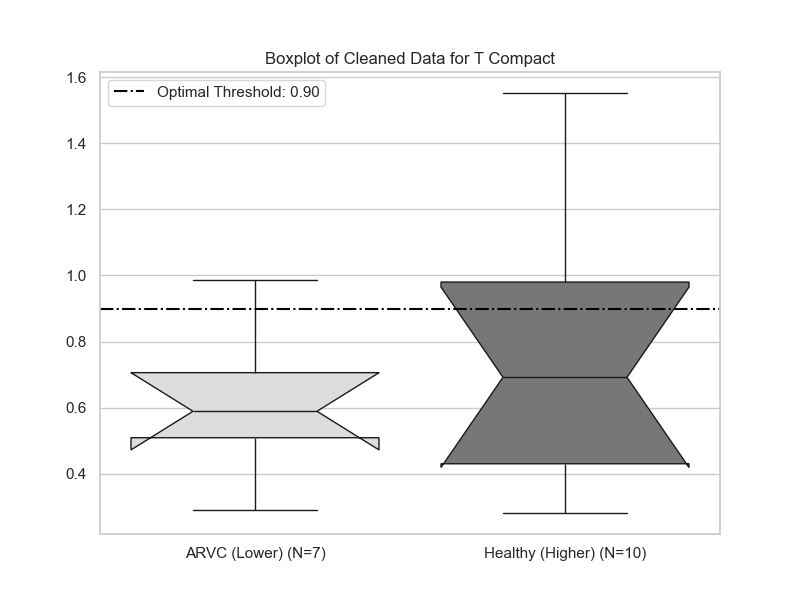 Boxplot of Cleaned Data for T Compact
Optimal Threshold: 0.90
1.6
1.4
1.2
1.0
0.8
0.6
0.4
ARVC (Lower) (N=7)
Healthy (Higher) (N=10)